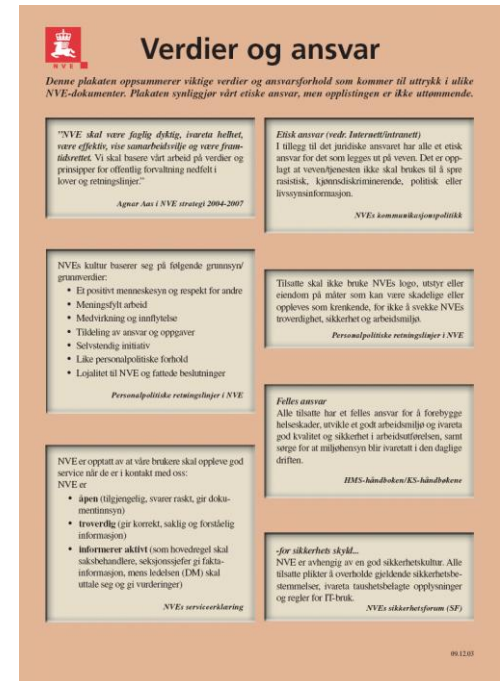 NVE
Verdier og ansvar
Denne plakaten oppsummerer viktige verdier og ansvarsforhold som kommer til uttrykk i ulike
NVE-dokumenter. Plakaten synliggjør vårt etiske ansvar, men opplistingen er ikke uttømmende.
"NVE skal være faglig dyktig, ivareta helhet,
være effektiv, vise samarbeidsvilje og være fram-
tidsrettet. Vi skal basere vårt arbeid på verdier og
prinsipper for offentlig forvaltning nedfelt i
lover og retningslinjer."
Agnar Aas i NVE strategi 2004-2007
NVEs kultur baserer seg på følgende grunnsyn/
grunnverdier:
• Et positivt menneskesyn og respekt for andre
• Meningsfylt arbeid
• Medvirkning og innflytelse
• Tildeling av ansvar og oppgaver
• Selvstendig initiativ
• Like personalpolitiske forhold
• Lojalitet til NVE og fattede beslutninger
Personalpolitiske retningslinjer i NVE
NVE er opptatt av at våre brukere skal oppleve god
service når de er i kontakt med oss:
NVE er
• åpen (tilgjengelig, svarer raskt, gir doku-
mentinnsyn)
• troverdig (gir korrekt, saklig og forståelig
informasjon)
• informerer aktivt (som hovedregel skal
saksbehandlere, seksjonssjefer gi fakta-
informasjon, mens ledelsen (DM) skal
uttale seg og gi vurderinger)
NVEs serviceerklæring
Etisk ansvar (vedr. Internett/intranett)
I tillegg til det juridiske ansvaret har alle et etisk
ansvar for det som legges ut på veven. Det er opp-
lagt at veven/tjenesten ikke skal brukes til å spre
rasistisk, kjønnsdiskriminerende, politisk eller
livssynsinformasjon.
NVEs kommunikasjonspolitikk
Tilsatte skal ikke bruke NVEs logo, utstyr eller
eiendom på måter som kan være skadelige eller
oppleves som krenkende, for ikke å svekke NVEs
troverdighet, sikkerhet og arbeidsmiljø.
Personalpolitiske retningslinjer i NVE
Felles ansvar
Alle tilsatte har et felles ansvar for å forebygge
helseskader, utvikle et godt arbeidsmiljø og ivareta
god kvalitet og sikkerhet i arbeidsutførelsen, samt
sørge for at miljøhensyn blir ivaretatt i den daglige
driften.
HMS-håndboken/KS-håndbøkene
-for sikkerhets skyld...
NVE er avhengig av en god sikkerhetskultur. Alle
tilsatte plikter å overholde gjeldende sikkerhetsbe-
stemmelser, ivareta taushetsbelagte opplysninger
og regler for IT-bruk.
NVEs sikkerhetsforum (SF)
09.12.03